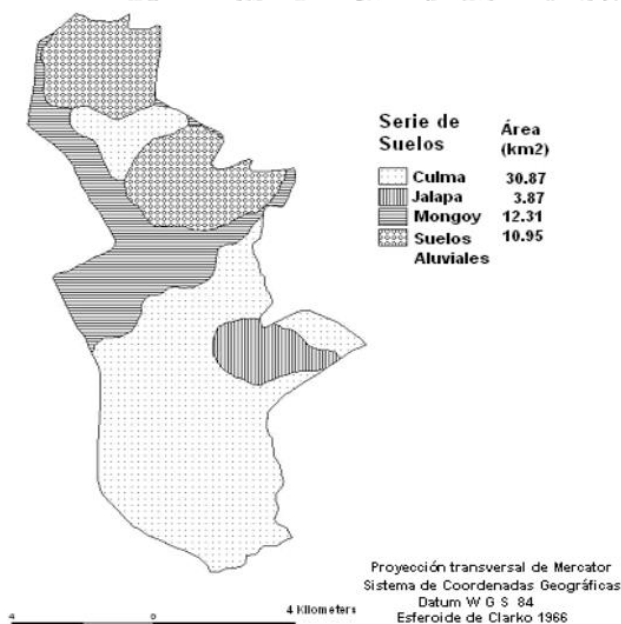 Serie de Suelos
Área (km2)
Culma 30.87
Jalapa 3.87
Mongoy 12.31
Suelos Aluviales 10.95
Proyección transversal de Mercator
Sistema de Coordenadas Geográficas
Datum W G S 84
Esferoide de Clarko 1966
4 0 4 Kilometers